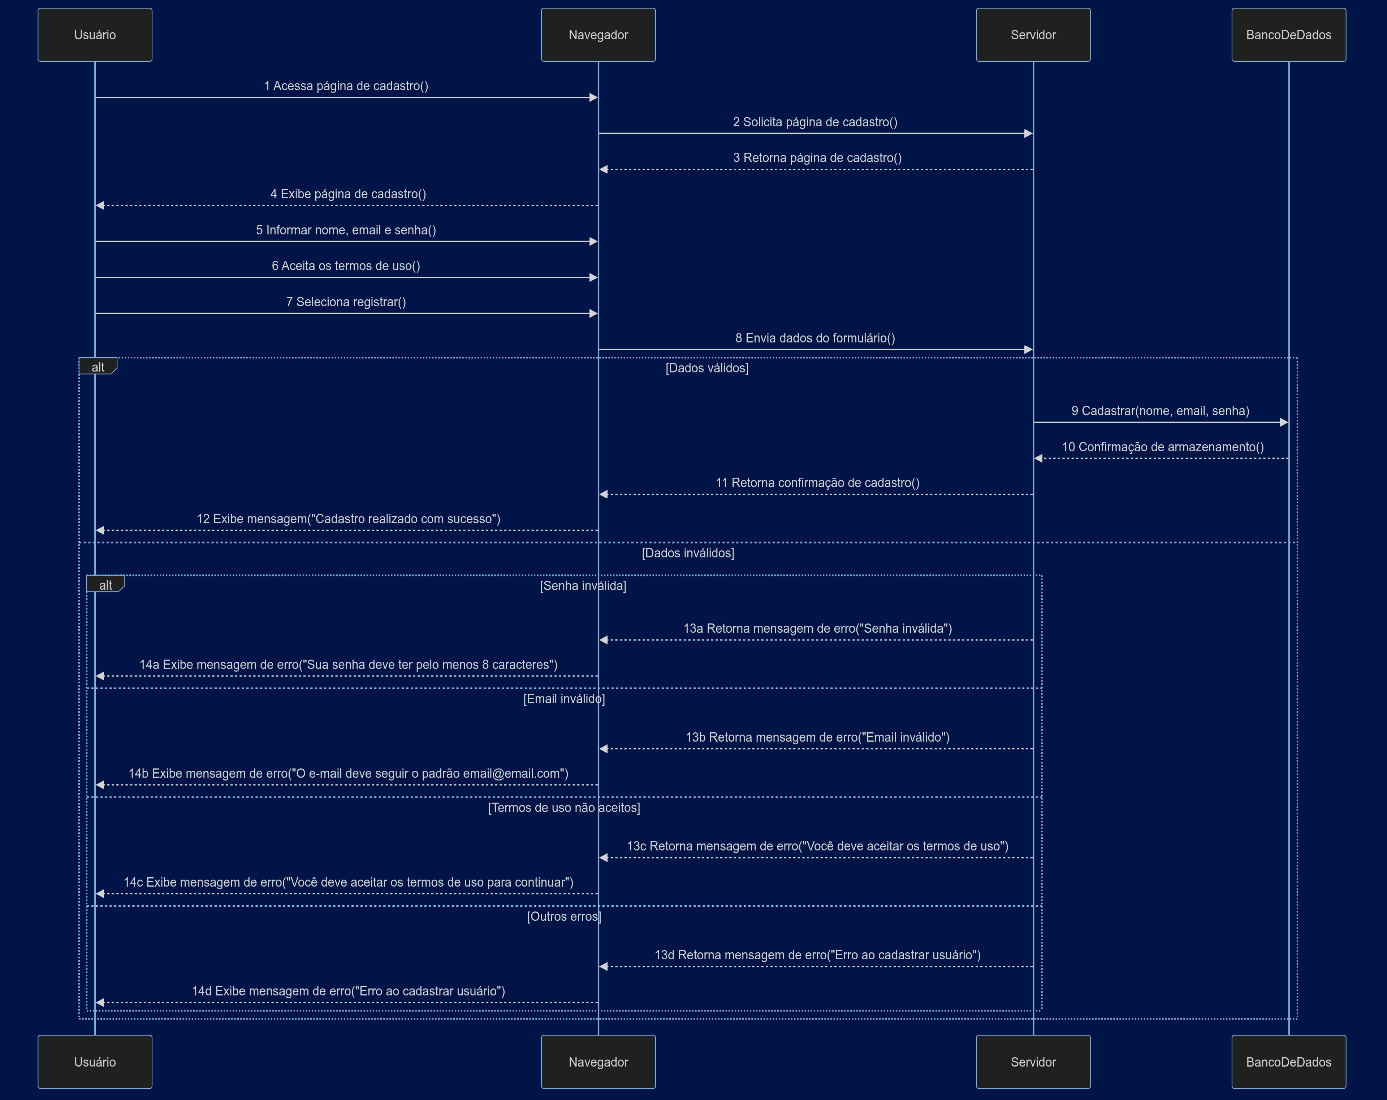 Usuário
Navegador
Servidor
BancoDeDados
1 Acessa página de cadastro()
2 Solicita página de cadastro()
3 Retorna página de cadastro()
4 Exibe página de cadastro()
5 Informar nome, email e senha()
6 Aceita os termos de uso()
7 Seleciona registrar()
8 Envia dados do formulário()
alt
[Dados válidos]
9 Cadastrar(nome, email, senha)
10 Confirmação de armazenamento()
11 Retorna confirmação de cadastro()
12 Exibe mensagem("Cadastro realizado com sucesso")
[Dados inválidos]
alt
[Senha inválida]
13a Retorna mensagem de erro("Senha inválida")
14a Exibe mensagem de erro("Sua senha deve ter pelo menos 8 caracteres")
[Email inválido]
13b Retorna mensagem de erro("Email inválido")
14b Exibe mensagem de erro("O e-mail deve seguir o padrão email@email.com")
[Termos de uso não aceitos]
13c Retorna mensagem de erro("Você deve aceitar os termos de uso")
14c Exibe mensagem de erro("Você deve aceitar os termos de uso para continuar")
[Outros erros]
13d Retorna mensagem de erro("Erro ao cadastrar usuário")
14d Exibe mensagem de erro("Erro ao cadastrar usuário")
Usuário
Navegador
Servidor
BancoDeDados